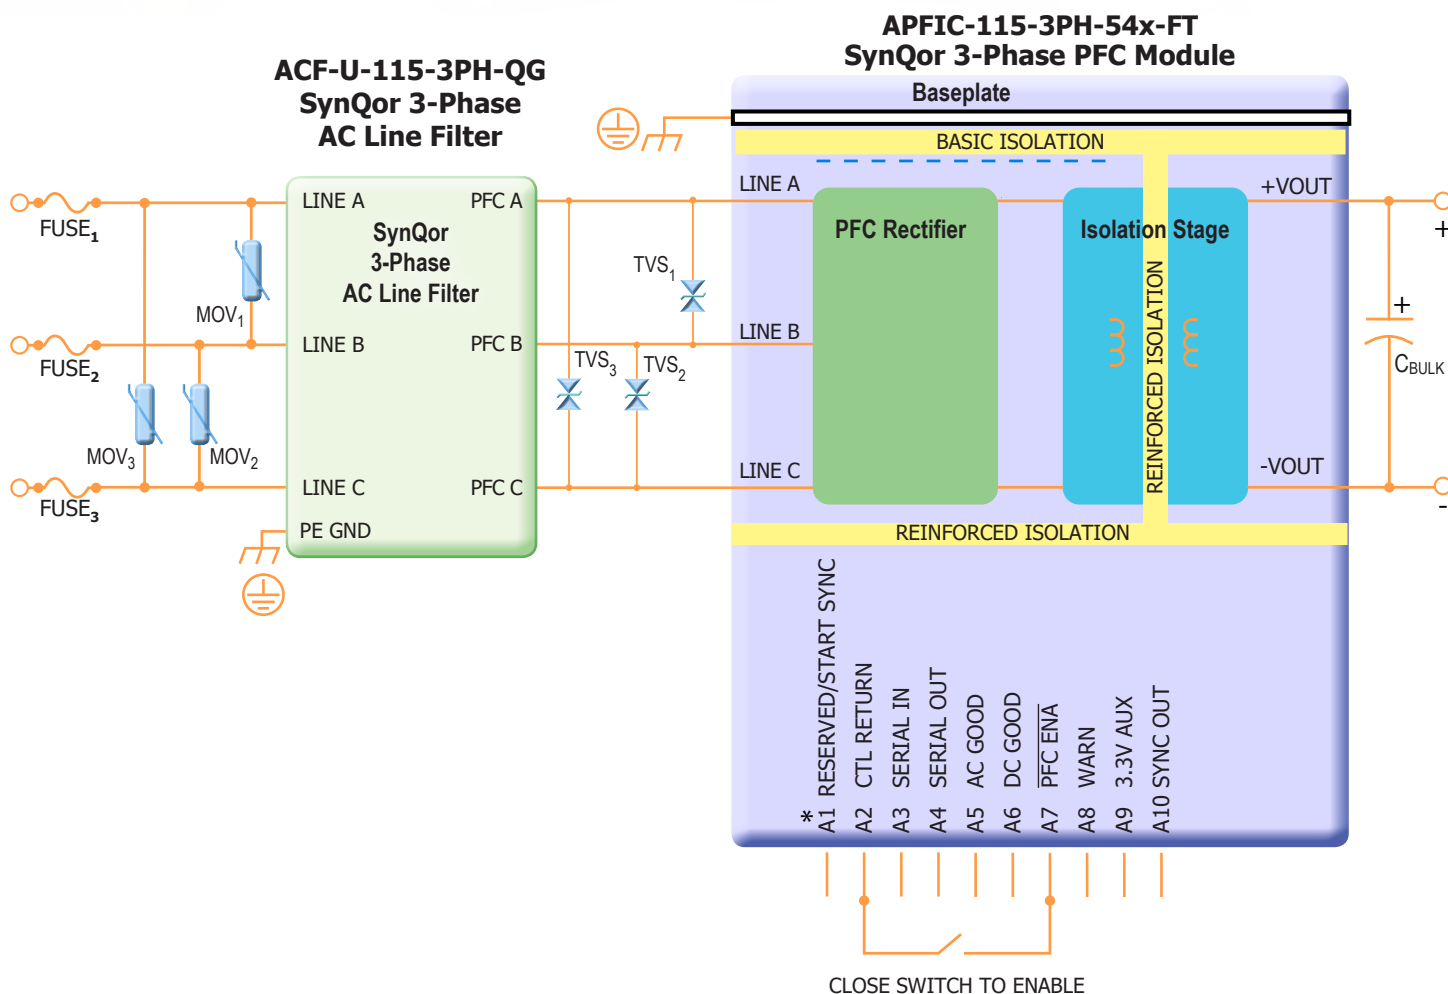 APFIC-115-3PH-54x-FT
SynQor 3-Phase PFC Module
ACF-U-115-3PH-QG
SynQor 3-Phase
AC Line Filter
Baseplate
BASIC ISOLATION
FUSE1
FUSE2
FUSE3
MOV1
MOV3
MOV2
LINE A
PFC A
SynQor
3-Phase
AC Line Filter
LINE B
PFC B
LINE C
PFC C
PE GND
TVS1
TVS3
TVS2
LINE A
LINE B
LINE C
PFC Rectifier
Isolation Stage
REINFORCED ISOLATION
+VOUT
-VOUT
+
+
CBULK
-
REINFORCED ISOLATION
* A1 RESERVED/START SYNC
A2 CTL RETURN
A3 SERIAL IN
A4 SERIAL OUT
A5 AC GOOD
A6 DC GOOD
A7 PFC ENA
A8 WARN
A9 3.3V AUX
A10 SYNC OUT
CLOSE SWITCH TO ENABLE